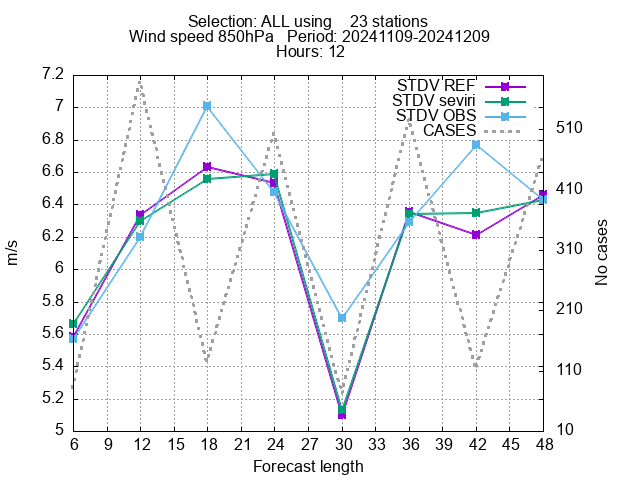 Selection: ALL using    23 stations
Wind speed 850hPa   Period: 20241109-20241209
Hours: 12
STDV REF
STDV seviri
STDV OBS
CASES
7.2
7
6.8
6.6
6.4
6.2
6
5.8
5.6
5.4
5.2
5
m/s
510
410
310
210
110
10
No cases
6 9 12 15 18 21 24 27 30 33 36 39 42 45 48
Forecast length